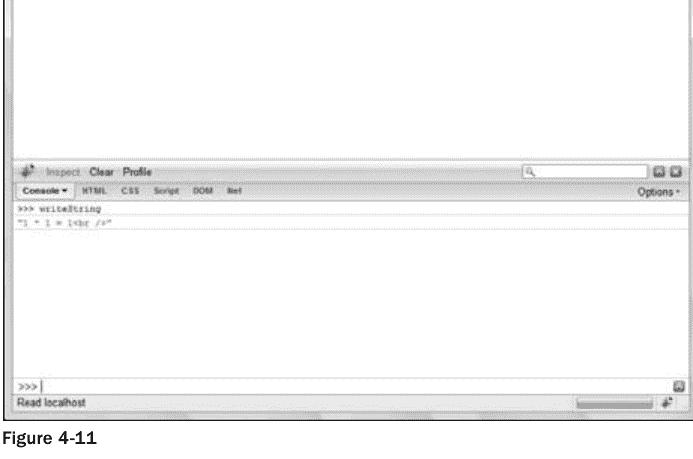 Inspect Clear Profile
Console HTML CSS Script DOM Net Options
>>> writeString
"1 * 1 = 1<br />"
>>>
Read localhost
Figure 4-11